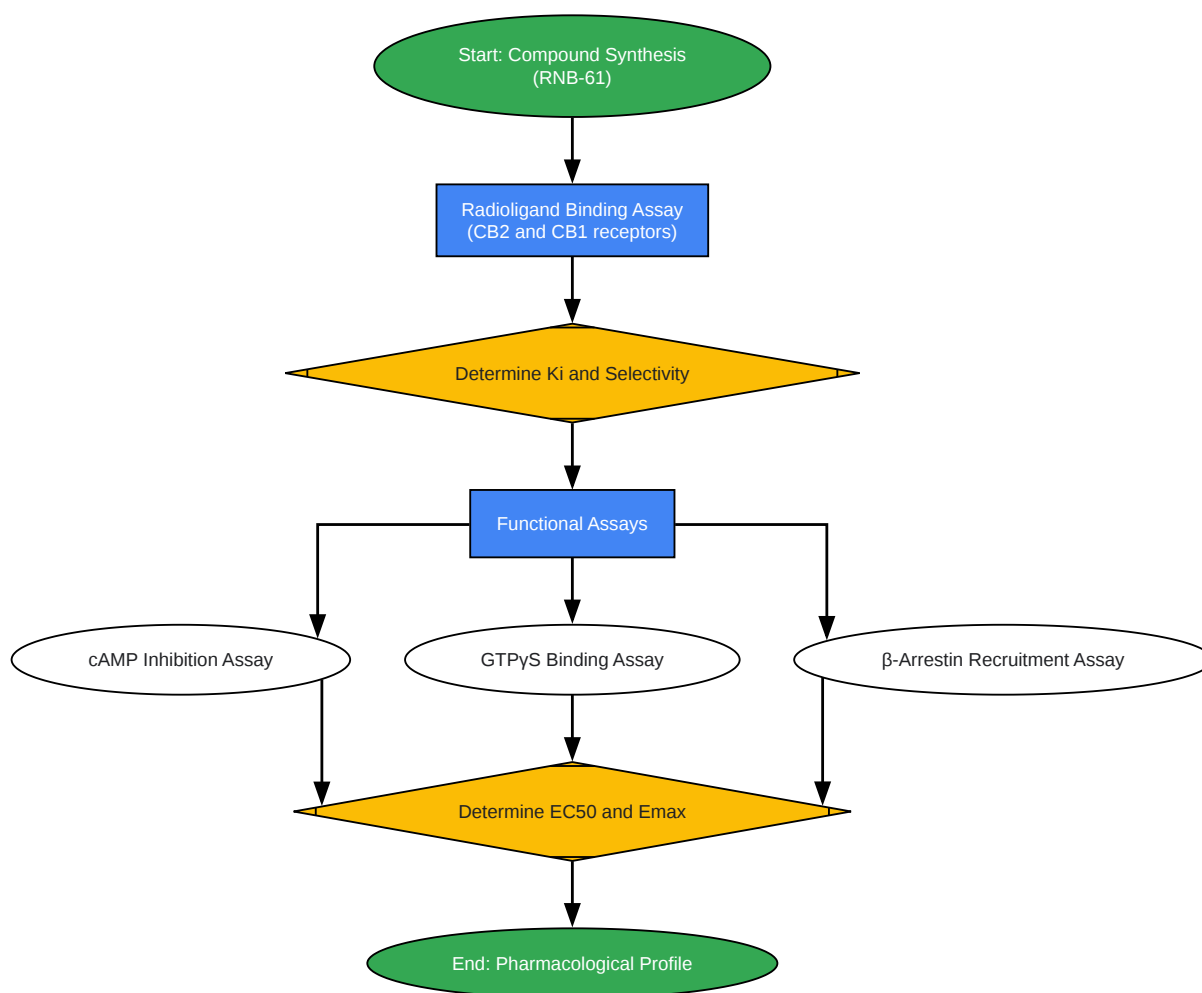 Start: Compound Synthesis
(RNB-61)
Radioligand Binding Assay
(CB2 and CB1 receptors)
Determine Ki and Selectivity
Functional Assays
cAMP Inhibition Assay
GTPγS Binding Assay
β-Arrestin Recruitment Assay
Determine EC50 and Emax
End: Pharmacological Profile